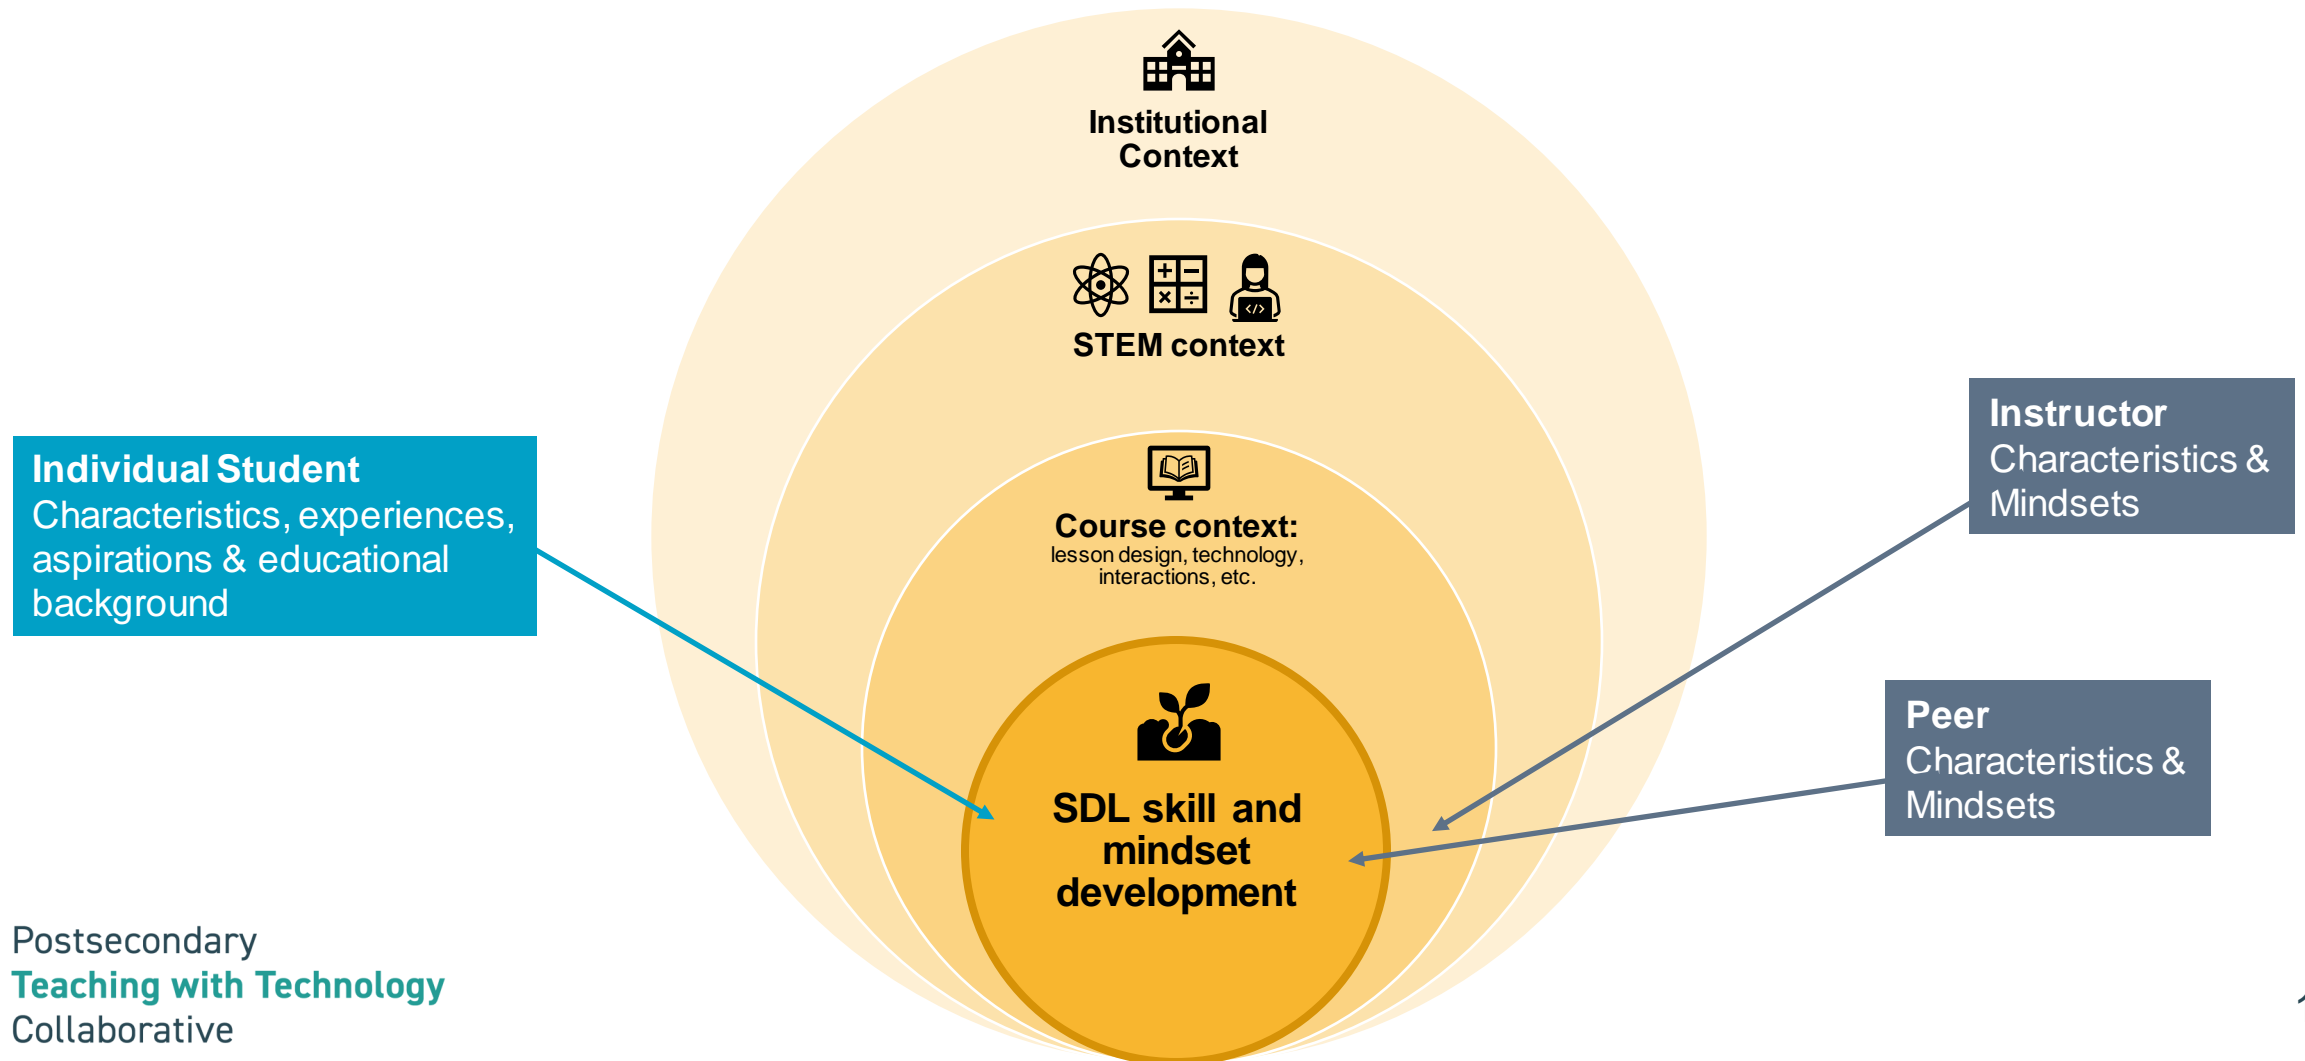 Institutional
Context
STEM context
Individual Student
Characteristics, experiences,
aspirations & educational
background
Course context:
lesson design, technology,
interactions, etc.
Instructor
Characteristics &
Mindsets
Peer
Characteristics &
Mindsets
SDL skill and
mindset
development
Postsecondary
Teaching with Technology
Collaborative